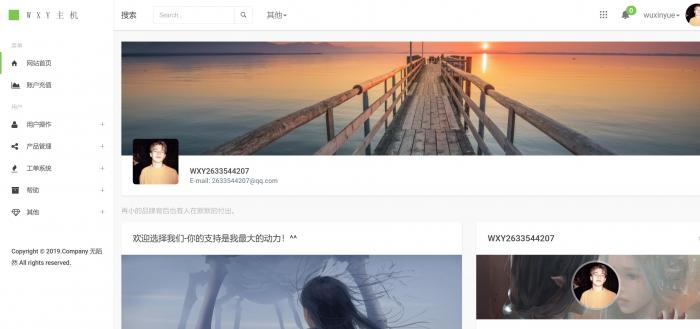 WXY主机
搜索
Search...
其他
0
wuxinyue
菜单
网站首页
账户充值
用户
用户操作 +
产品管理 +
工单系统 +
帮助 +
其他 +
Copyright © 2019.Company 无陌
All rights reserved.
WXY2633544207
E-mail: 2633544207@qq.com
再小的品牌背后也有人在默默的付出。
欢迎选择我们-你的支持是我最大的动力！^^
WXY2633544207